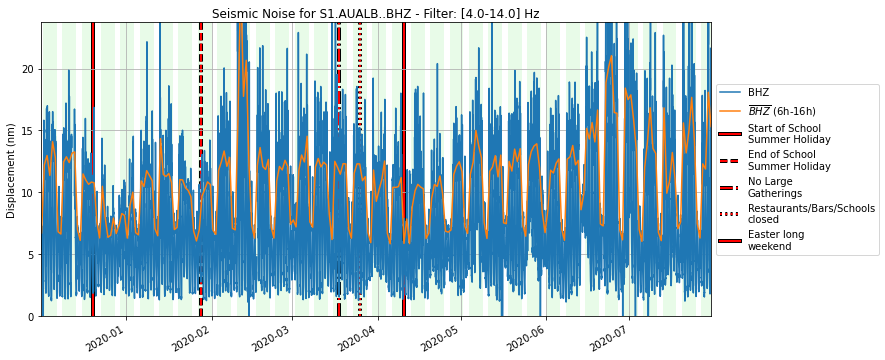 Seismic Noise for S1.AUALB..BHZ - Filter: [4.0-14.0] Hz
Displacement (nm)
20
15
10
5
0
2020-01
2020-02
2020-03
2020-04
2020-05
2020-06
2020-07
BHZ
BHZ (6h-16h)
Start of School
Summer Holiday
End of School
Summer Holiday
No Large
Gatherings
Restaurants/Bars/Schools
closed
Easter long
weekend